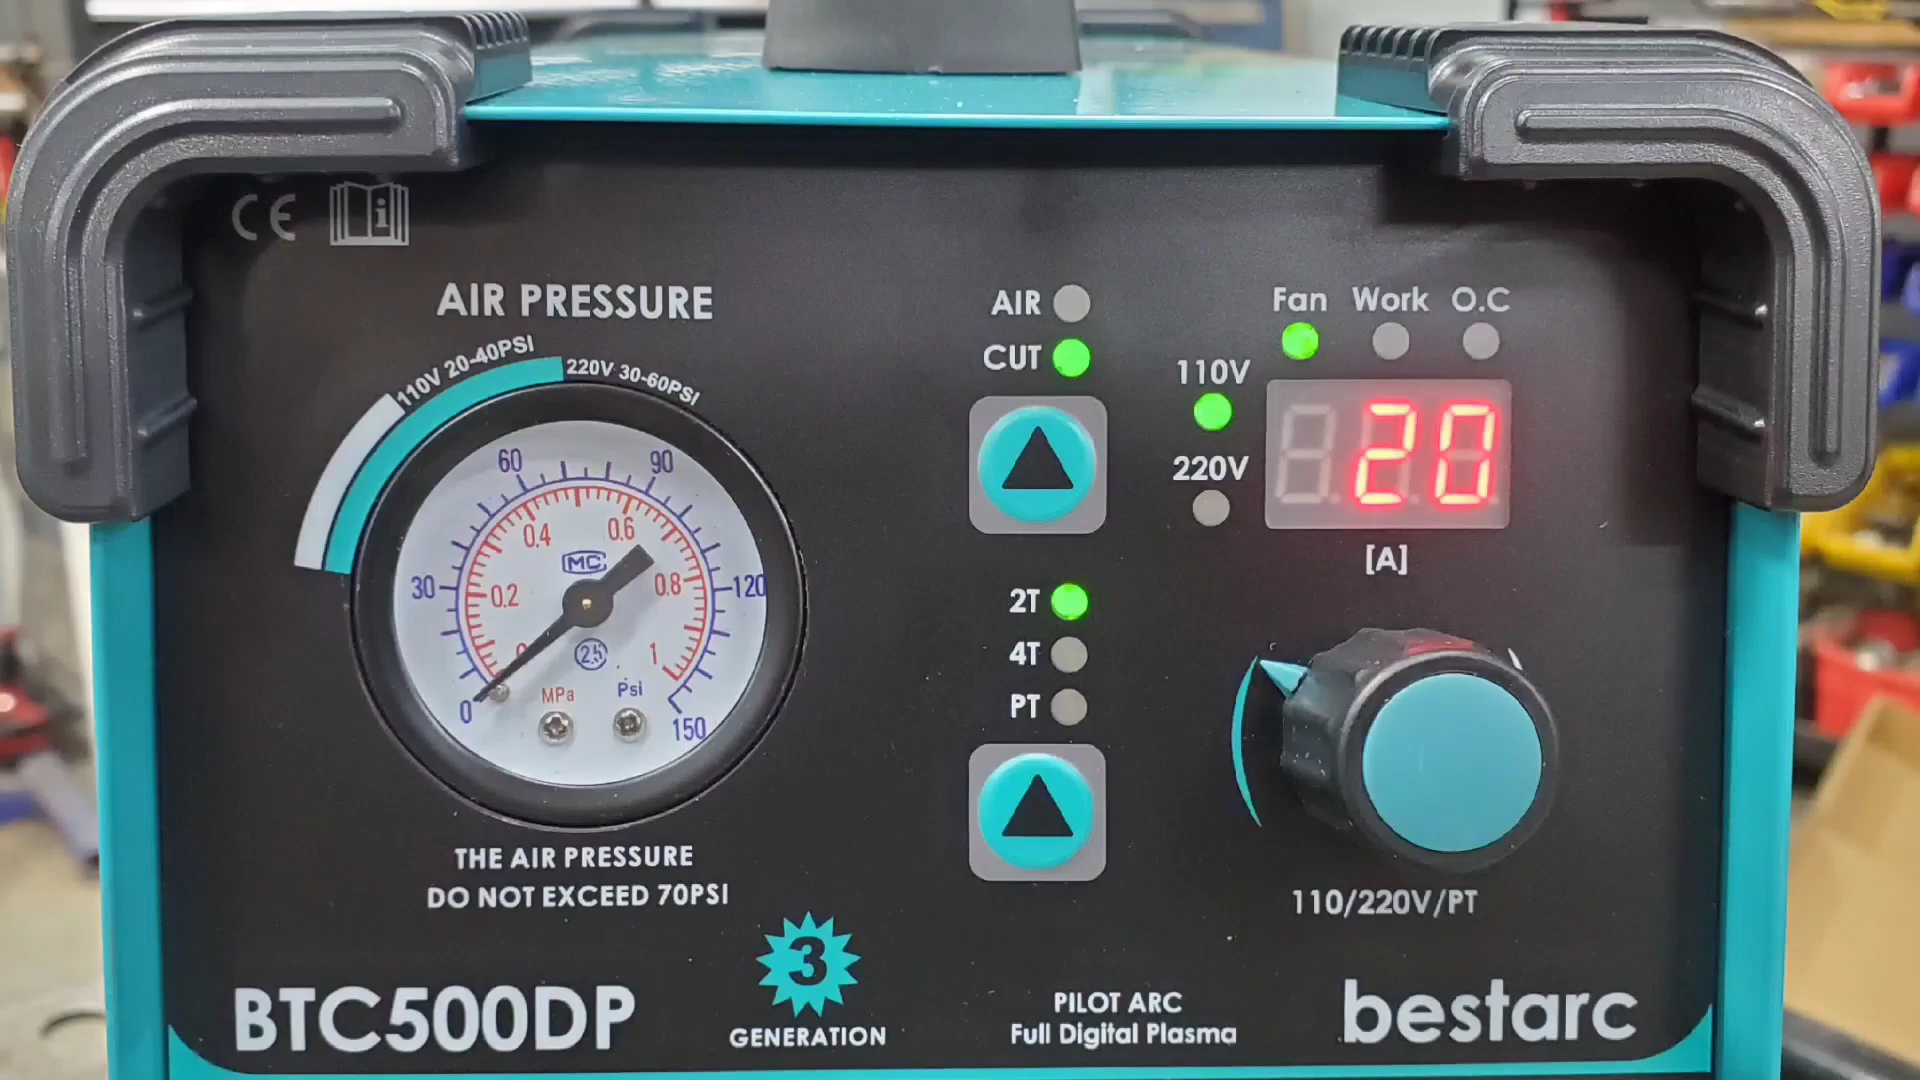 CE
i
AIR PRESSURE
110V 20-40PSI
220V 30-60PSI
60
90
0.4
0.6
MC
30
0.2
0.8
120
2.5
1
0
MPa
Psi
150
THE AIR PRESSURE
DO NOT EXCEED 70PSI
AIR
CUT
2T
4T
PT
Fan Work O.C
110V
220V
20
[A]
110/220V/PT
BTC500DP
3
GENERATION
PILOT ARC
Full Digital Plasma
bestarc